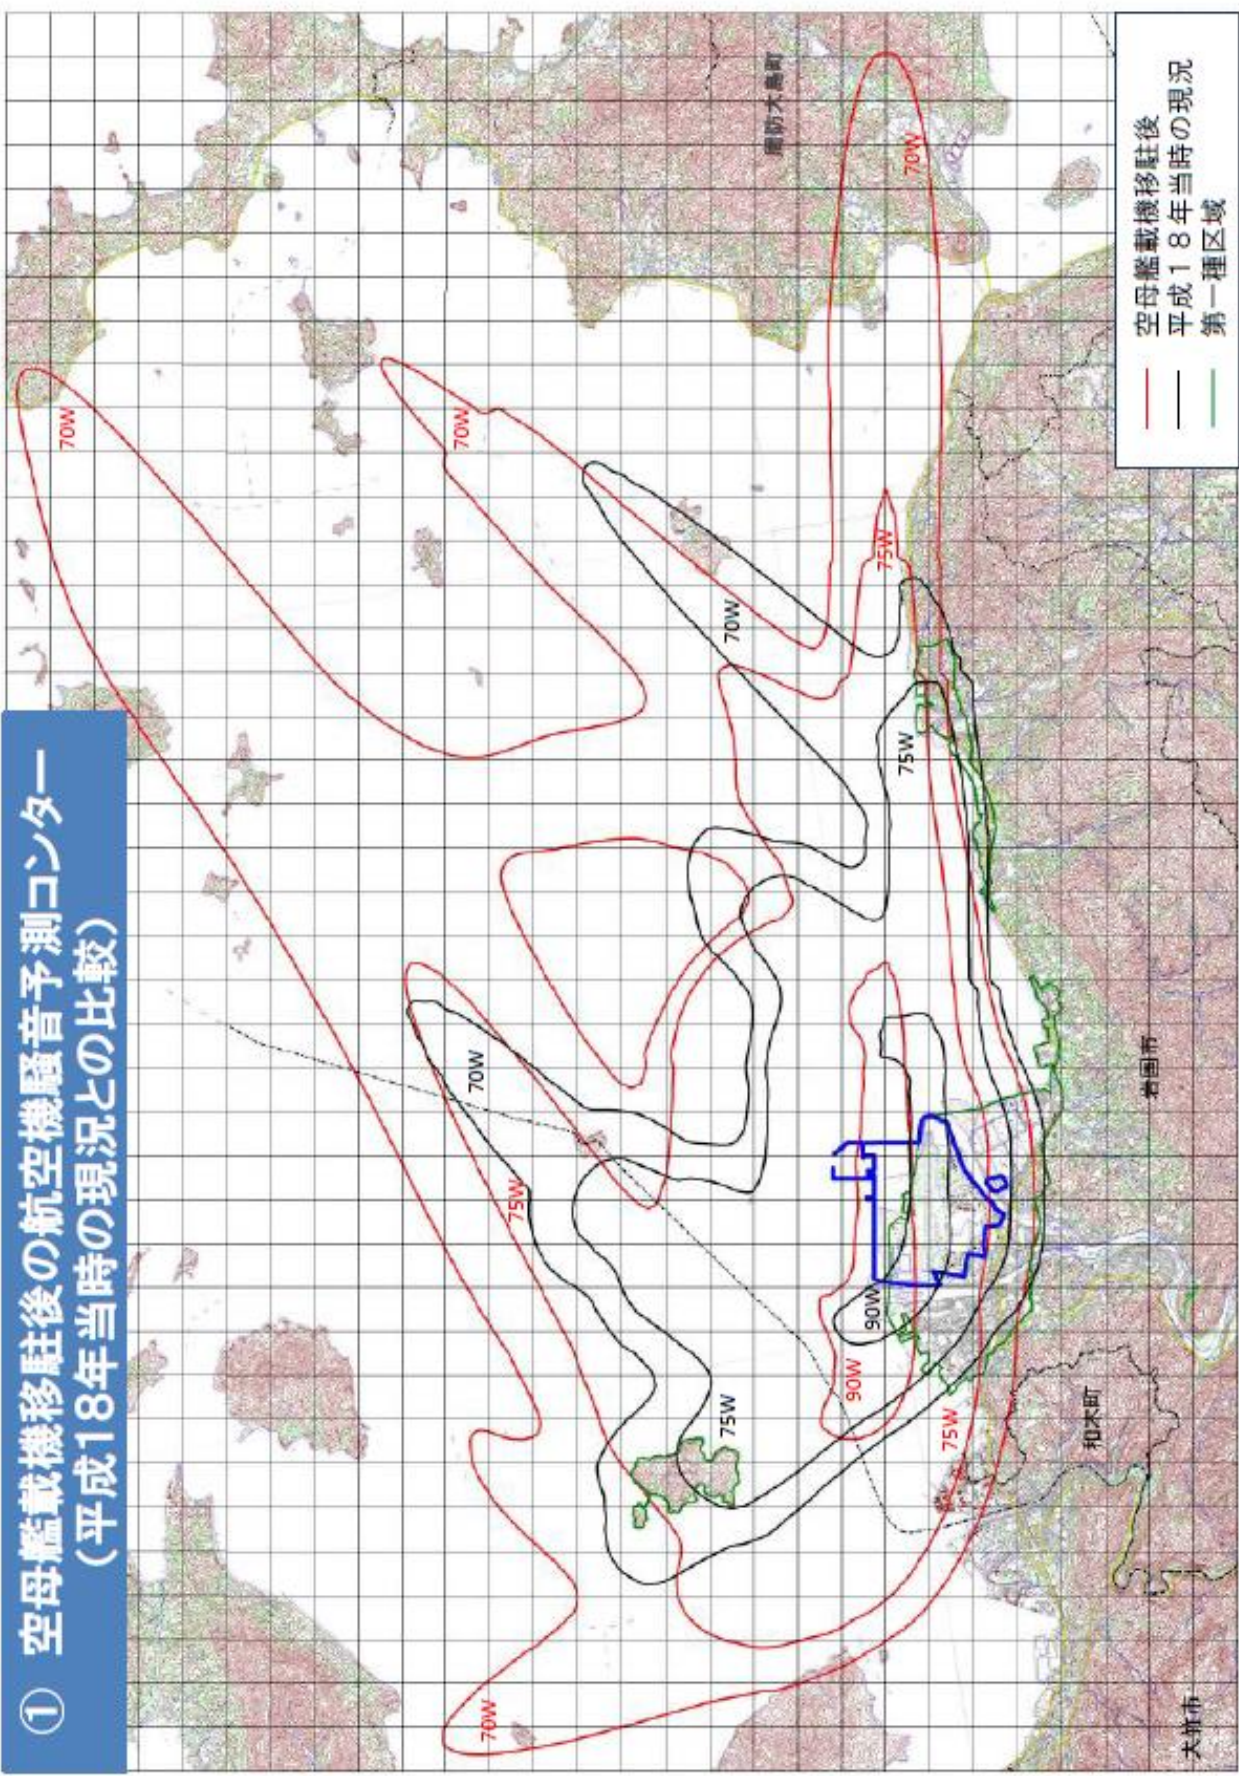 ① 空母艦載機移駐後の航空機騒音予測コンター
（平成18年当時の現況との比較）
70W
70W
70W
70W
75W
70W
70W
75W
75W
75W
90W
90W
75W
周防大島町
岩国市
和木町
大竹市
空母艦載機移駐後
平成18年当時の現況
第一種区域